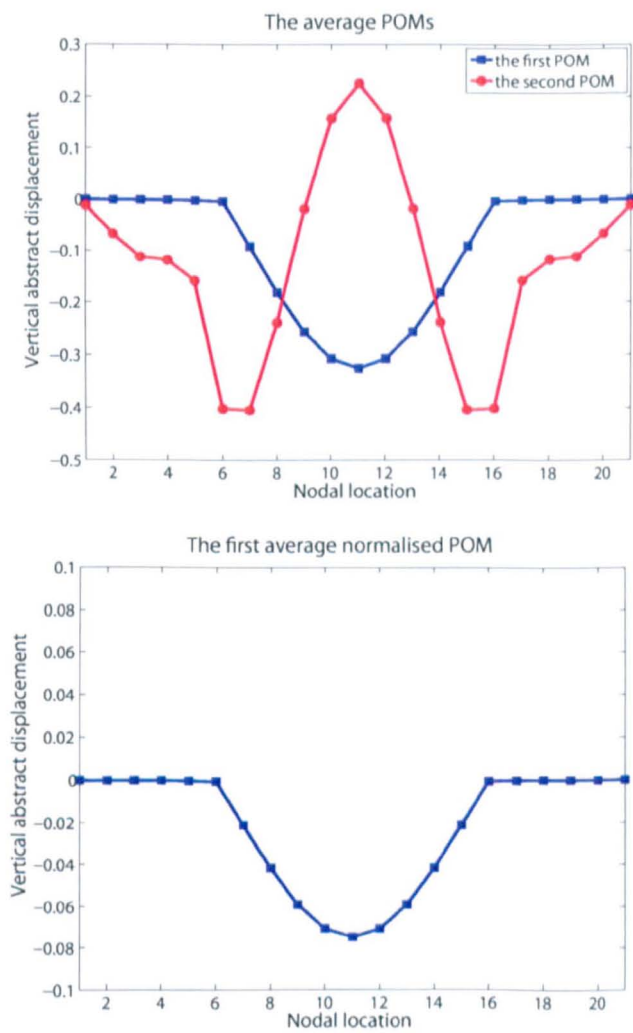 The average POMs
0.3
0.2
0.1
0
−0.1
−0.2
−0.3
−0.4
−0.5
Vertical abstract displacement
the first POM
the second POM
2 4 6 8 10 12 14 16 18 20
Nodal location
The first average normalised POM
0.1
0.08
0.06
0.04
0.02
0
−0.02
−0.04
−0.06
−0.08
−0.1
Vertical abstract displacement
2 4 6 8 10 12 14 16 18 20
Nodal location